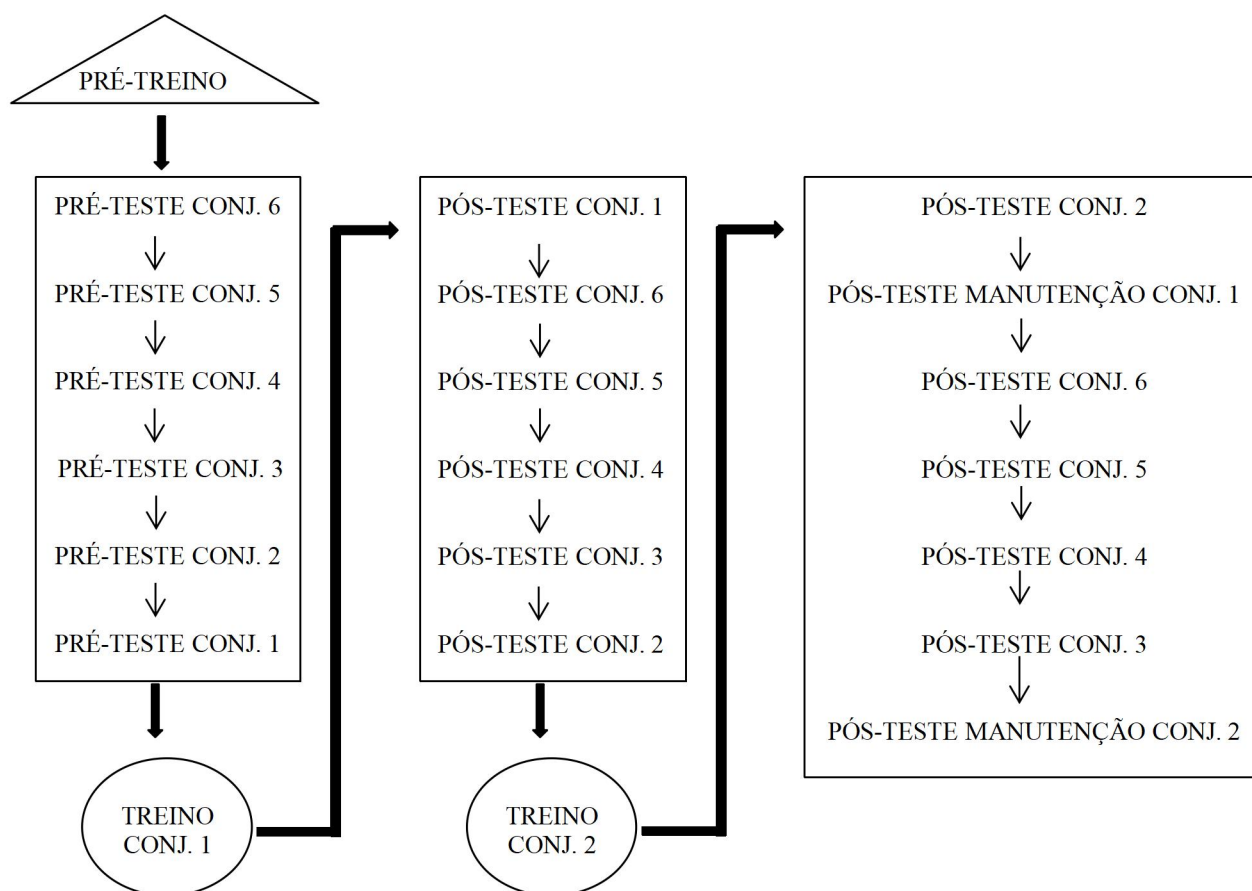 PRÉ-TREINO
PRÉ-TESTE CONJ. 6
PRÉ-TESTE CONJ. 5
PRÉ-TESTE CONJ. 4
PRÉ-TESTE CONJ. 3
PRÉ-TESTE CONJ. 2
PRÉ-TESTE CONJ. 1
TREINO
CONJ. 1
PÓS-TESTE CONJ. 1
PÓS-TESTE CONJ. 6
PÓS-TESTE CONJ. 5
PÓS-TESTE CONJ. 4
PÓS-TESTE CONJ. 3
PÓS-TESTE CONJ. 2
TREINO
CONJ. 2
PÓS-TESTE CONJ. 2
PÓS-TESTE MANUTENÇÃO CONJ. 1
PÓS-TESTE CONJ. 6
PÓS-TESTE CONJ. 5
PÓS-TESTE CONJ. 4
PÓS-TESTE CONJ. 3
PÓS-TESTE MANUTENÇÃO CONJ. 2